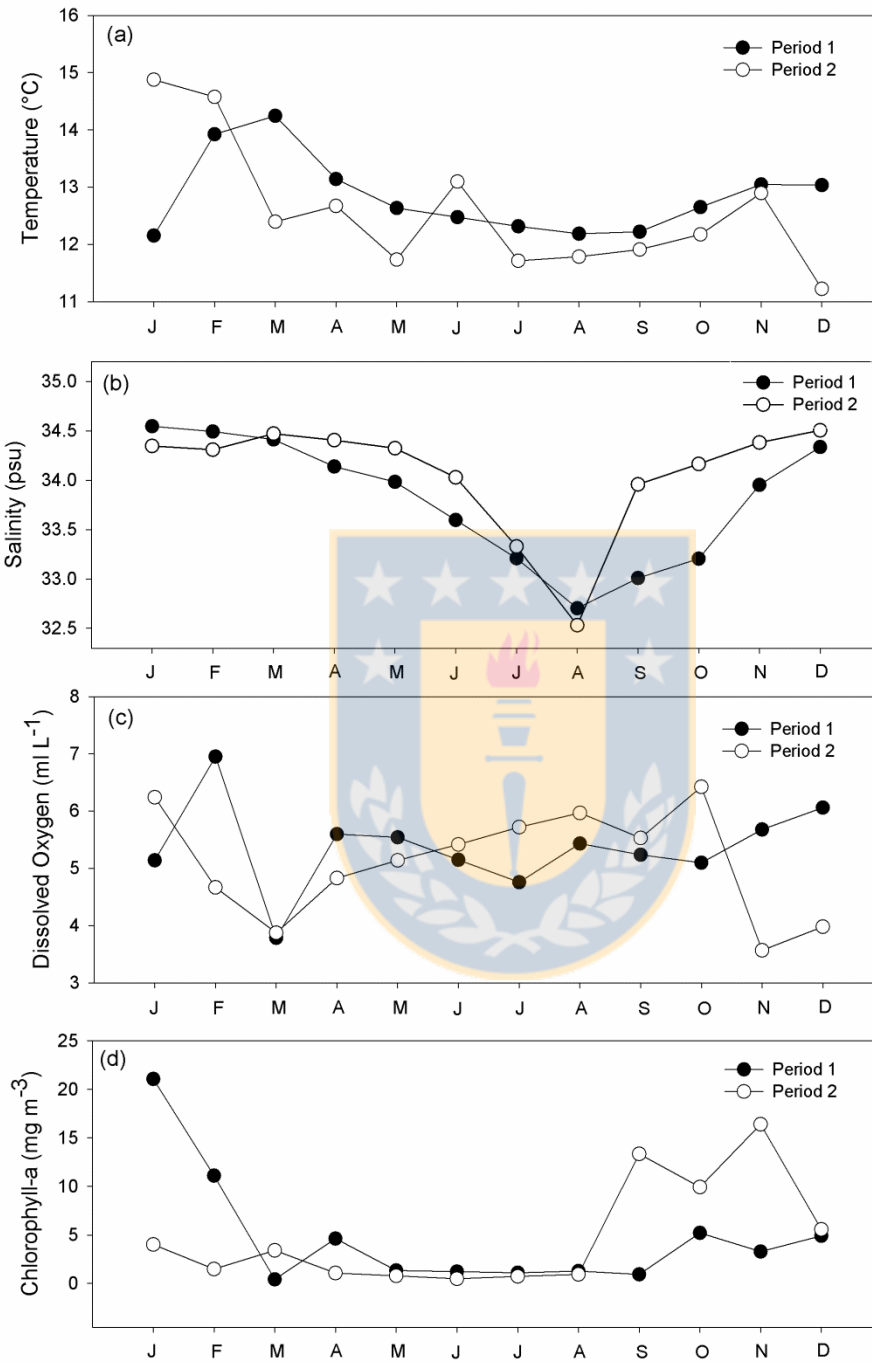 (a)
Period 1
Period 2
Temperature (°C)
16
15
14
13
12
11
J F M A M J J A S O N D
(b)
Period 1
Period 2
Salinity (psu)
35.0
34.5
34.0
33.5
33.0
32.5
J F M A M J J A S O N D
(c)
Period 1
Period 2
Dissolved Oxygen (ml L⁻¹)
8
7
6
5
4
3
J F M A M J J A S O N D
(d)
Period 1
Period 2
Chlorophyll-a (mg m⁻³)
25
20
15
10
5
0
J F M A M J J A S O N D